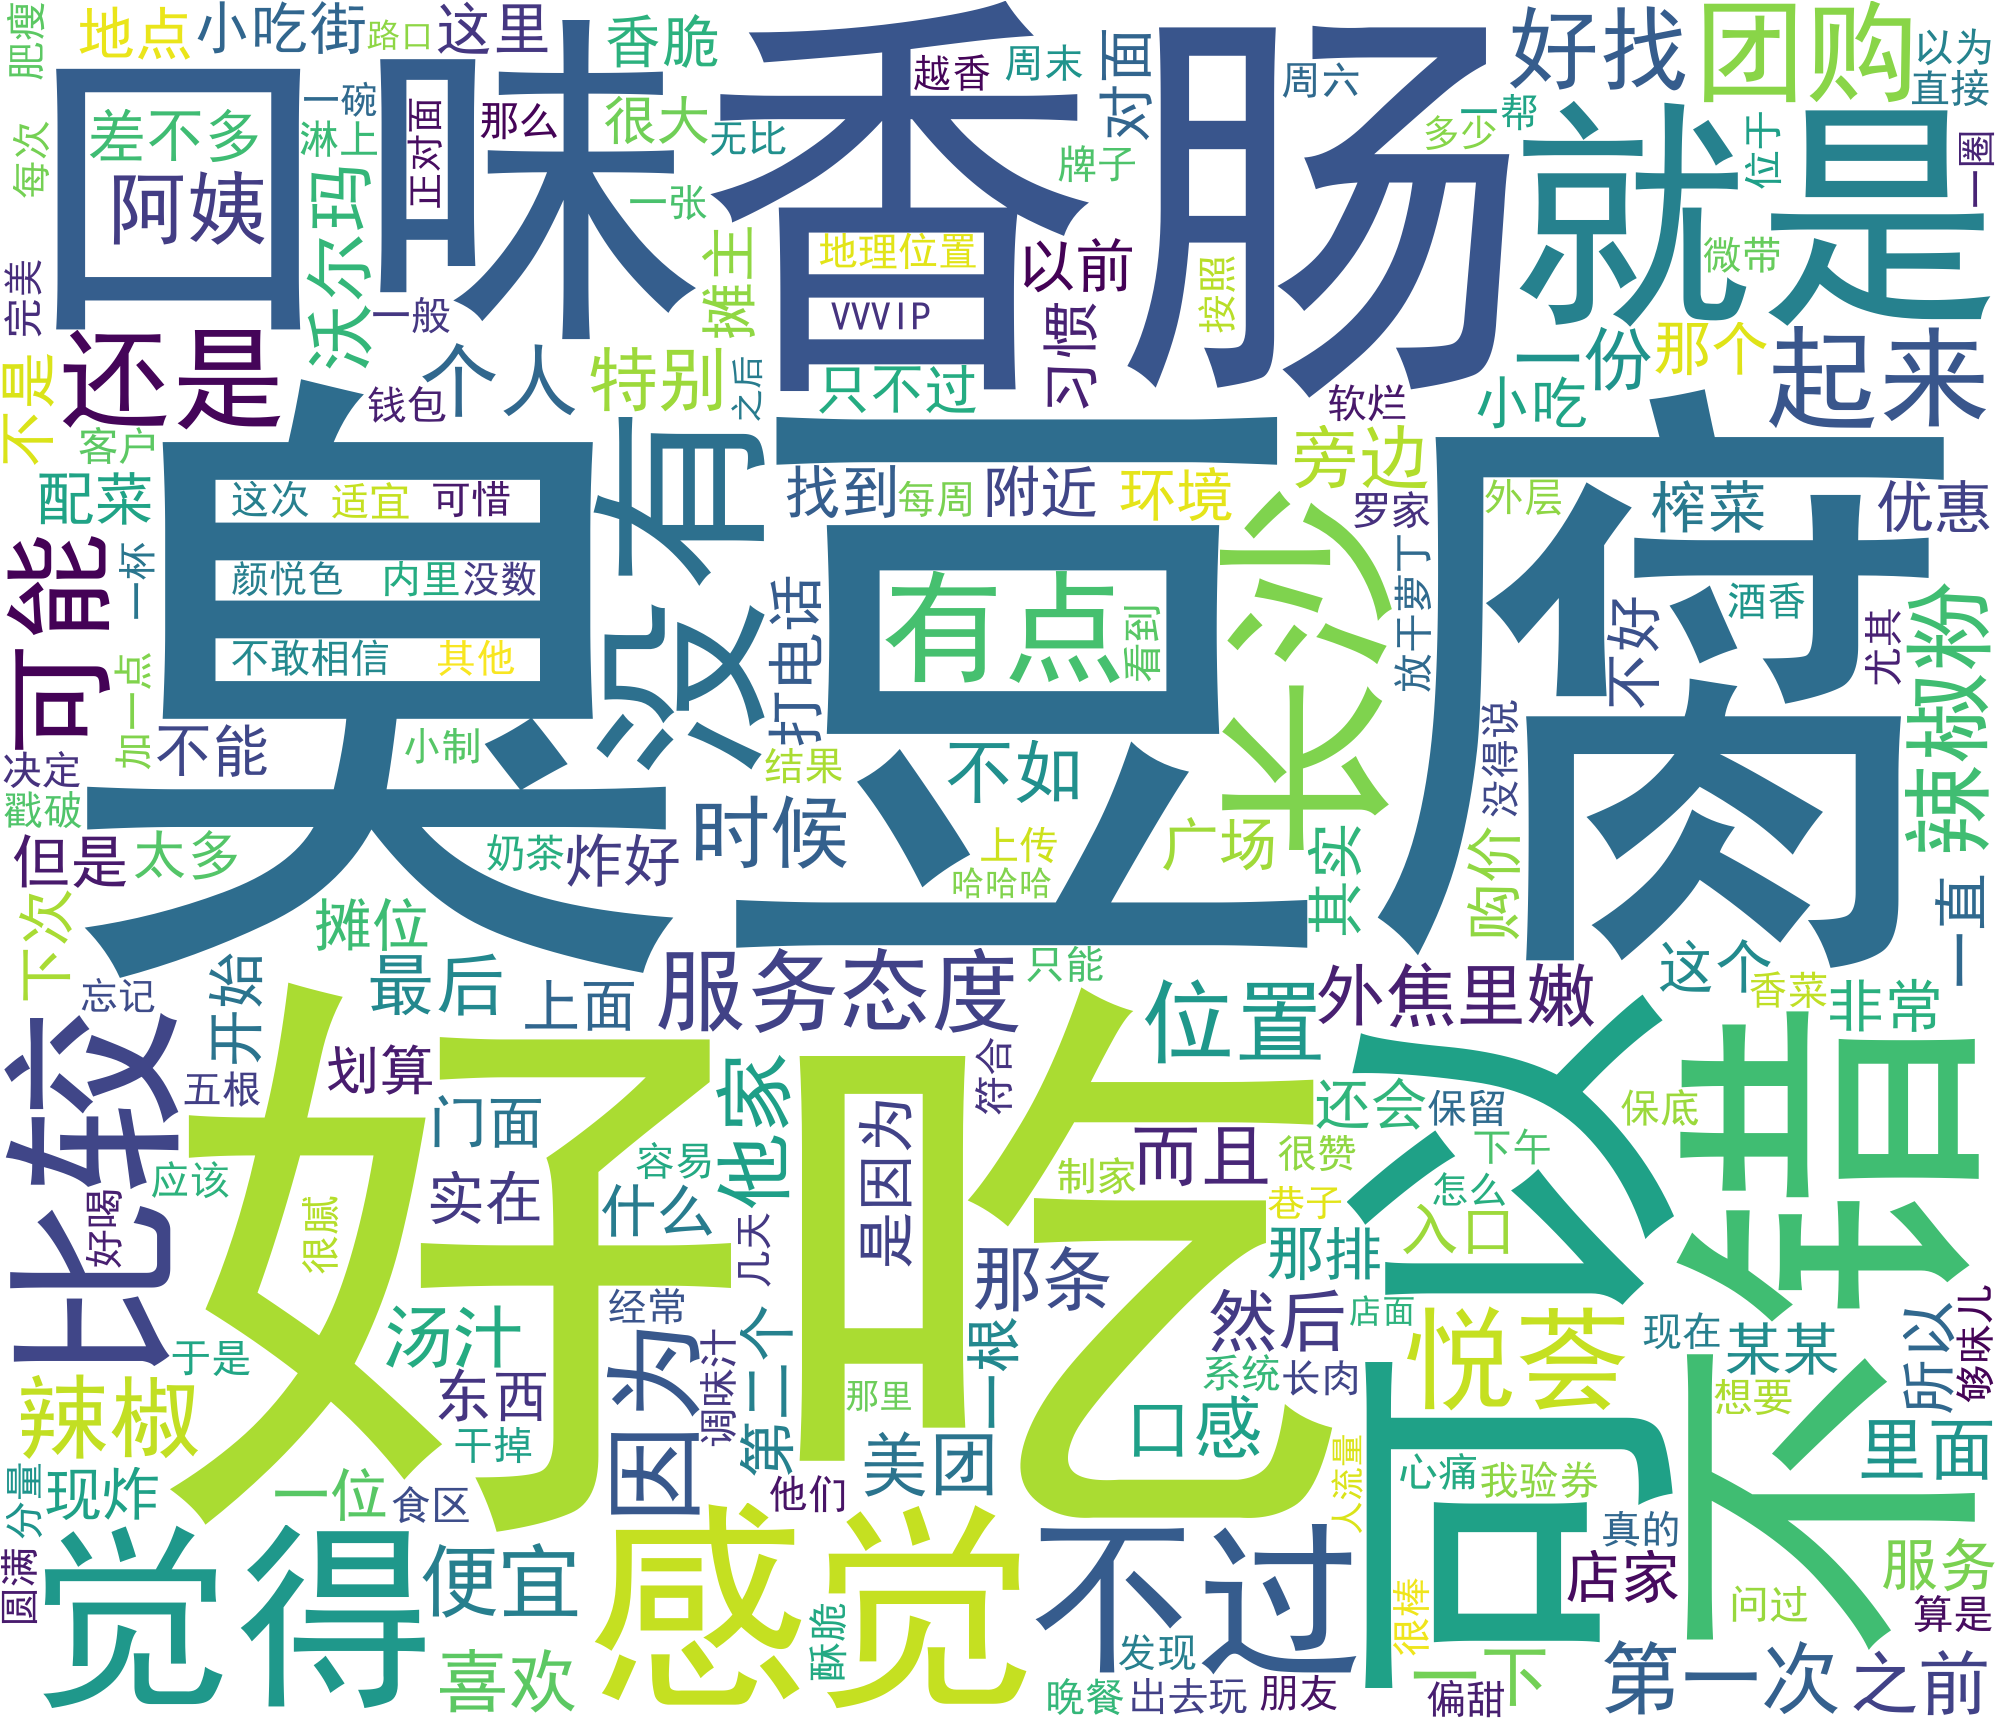 肥瘦
地点
小吃街
路口
这里
香脆
回味
香肠
越香
周末
对面
周六
好找
团购
以为
直接
一碗
淋上
正对面
那么
很大
无比
牌子
多少
一帮
就是
位于
一圈
每次
差不多
阿姨
沃尔玛
一张
摊主
地理位置
VVVIP
以前
按照
微带
完美
一般
还是
个人
特别
之后
只不过
习惯
软烂
小吃
一份
那个
起来
不是
钱包
客户
配菜
臭豆腐
这次
适宜
可惜
没有
找到
每周
附近
环境
旁边
罗家
外层
榨菜
优惠
可能
一杯
颜悦色
内里
没数
不敢相信
其他
打电话
有点
看到
长沙
放干萝丁
不好
酒香
尤其
辣椒粉
加一点
不能
小制
结果
不如
没得说
决定
戳破
但是
太多
奶茶
炸好
时候
上传
哈哈哈
广场
其实
购价
一直
下次
摊位
最后
忘记
开始
上面
服务态度
只能
位置
外焦里嫩
这个
香菜
非常
比较
五根
划算
门面
好吃
他家
是因为
符合
还会
保留
可以
保底
不错
应该
好喝
很腻
实在
容易
什么
几天
制家
而且
很赞
巷子
下午
怎么
入口
那条
那排
于是
汤汁
经常
因为
调味汁
第二个
一根
然后
店面
悦荟
现在
某某
所以
够味儿
辣椒
东西
那里
系统
长肉
口感
想要
里面
分量
现炸
一位
干掉
食区
他们
美团
人流量
心痛
我验券
真的
服务
圆满
觉得
便宜
感觉
不过
很棒
店家
问过
算是
喜欢
酥脆
发现
晚餐
出去玩
朋友
一下
偏甜
第一次
之前